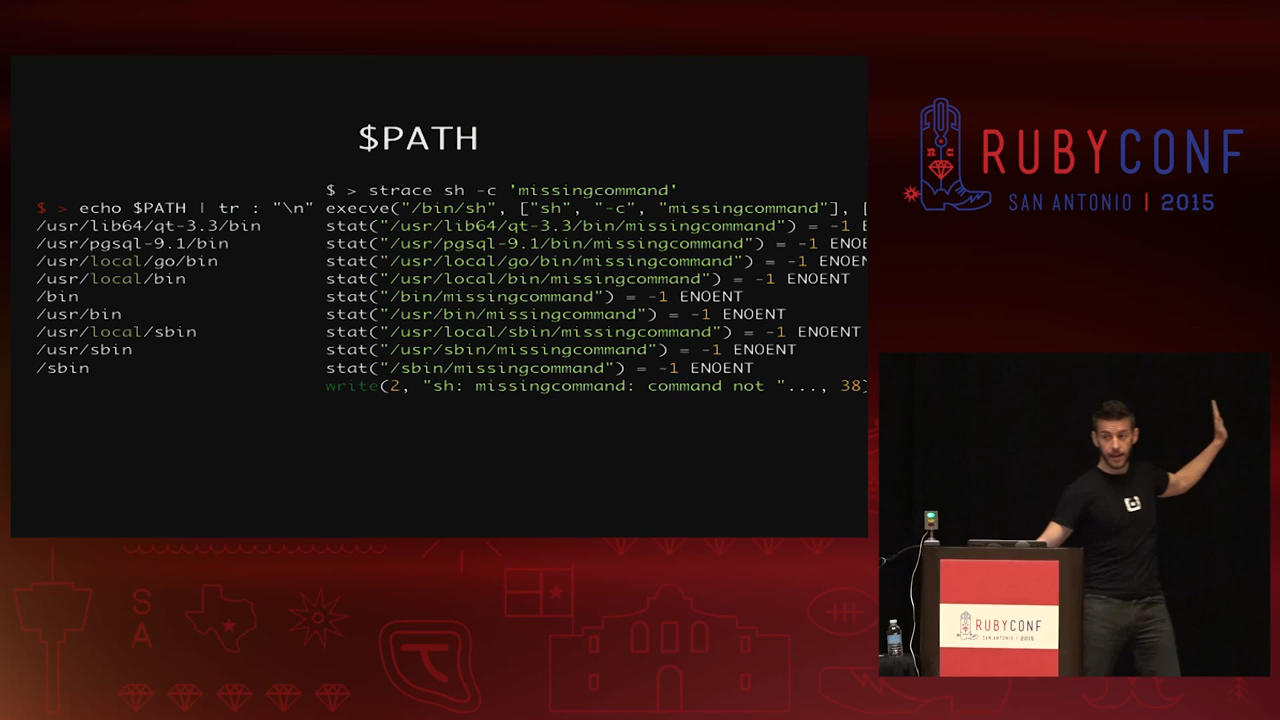 $PATH
$ > echo $PATH | tr : "\n"
/usr/lib64/qt-3.3/bin
/usr/pgsql-9.1/bin
/usr/local/go/bin
/usr/local/bin
/bin
/usr/bin
/usr/local/sbin
/usr/sbin
/sbin
$ > strace sh -c 'missingcommand'
execve("/bin/sh", ["sh", "-c", "missingcommand"], [
stat("/usr/lib64/qt-3.3/bin/missingcommand") = -1 E
stat("/usr/pgsql-9.1/bin/missingcommand") = -1 ENOE
stat("/usr/local/go/bin/missingcommand") = -1 ENOEN
stat("/usr/local/bin/missingcommand") = -1 ENOENT
stat("/bin/missingcommand") = -1 ENOENT
stat("/usr/bin/missingcommand") = -1 ENOENT
stat("/usr/local/sbin/missingcommand") = -1 ENOENT
stat("/usr/sbin/missingcommand") = -1 ENOENT
stat("/sbin/missingcommand") = -1 ENOENT
write(2, "sh: missingcommand: command not "..., 38)
RUBYCONF
SAN ANTONIO | 2015
RUBYCONF
SAN ANTONIO | 2015
S
A